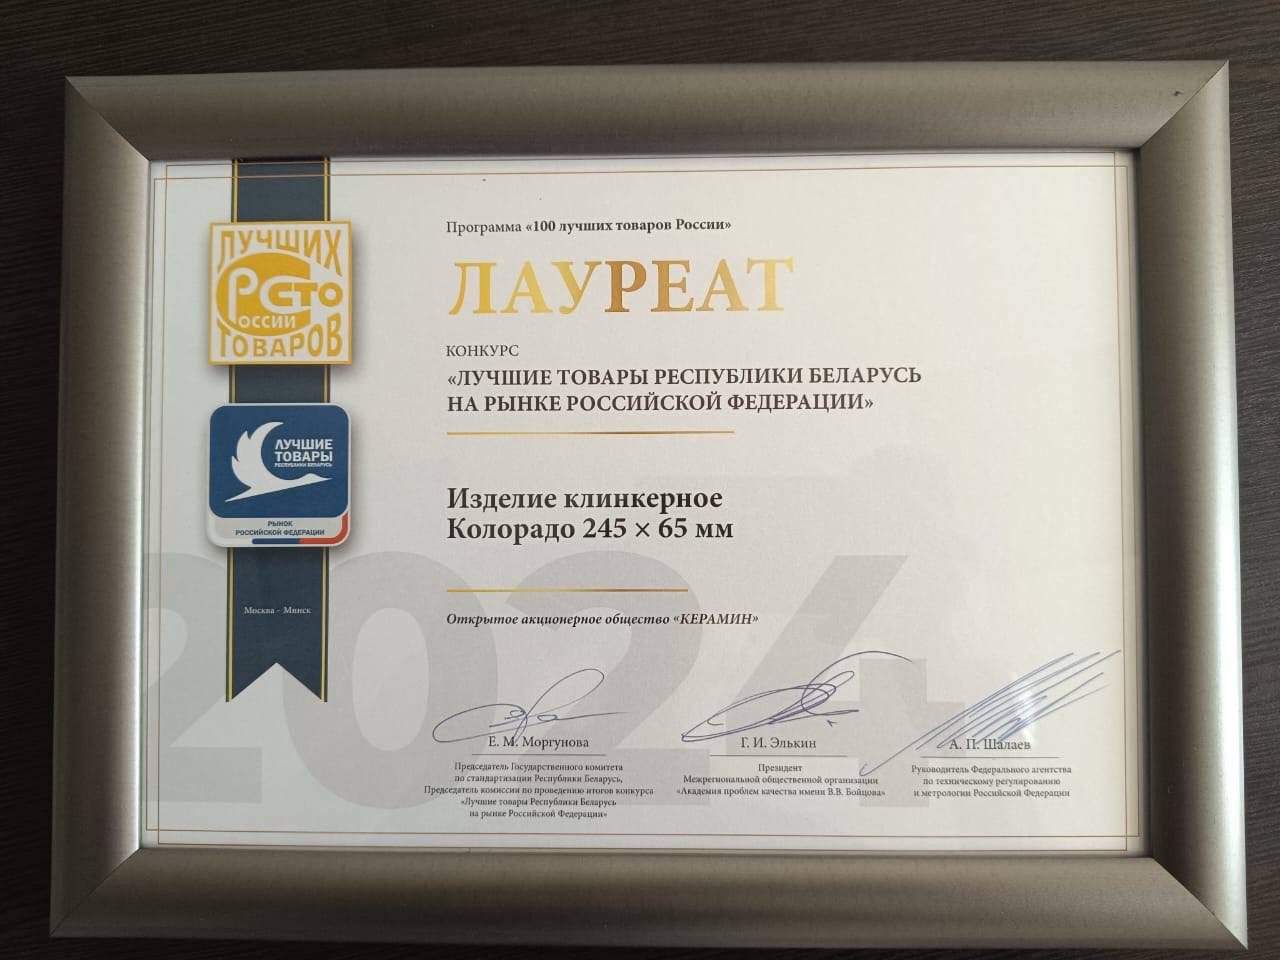 ЛУЧШИХ
РСТО
РОССИИ
ТОВАРОВ
ЛУЧШИЕ
ТОВАРЫ
РЕСПУБЛИКИ БЕЛАРУСЬ
РЫНОК
РОССИЙСКОЙ ФЕДЕРАЦИИ
Москва – Минск
Программа «100 лучших товаров России»
ЛАУРЕАТ
КОНКУРС
«ЛУЧШИЕ ТОВАРЫ РЕСПУБЛИКИ БЕЛАРУСЬ
НА РЫНКЕ РОССИЙСКОЙ ФЕДЕРАЦИИ»
Изделие клинкерное
Колорадо 245 × 65 мм
2024
Открытое акционерное общество «КЕРАМИН»
Е. М. Моргунова
Председатель Государственного комитета
по стандартизации Республики Беларусь,
Председатель комиссии по проведению итогов конкурса
«Лучшие товары Республики Беларусь
на рынке Российской Федерации»
Г. И. Элькин
Президент
Межрегиональной общественной организации
«Академия проблем качества имени В.В. Бойцова»
А. П. Шалаев
Руководитель Федерального агентства
по техническому регулированию
и метрологии Российской Федерации